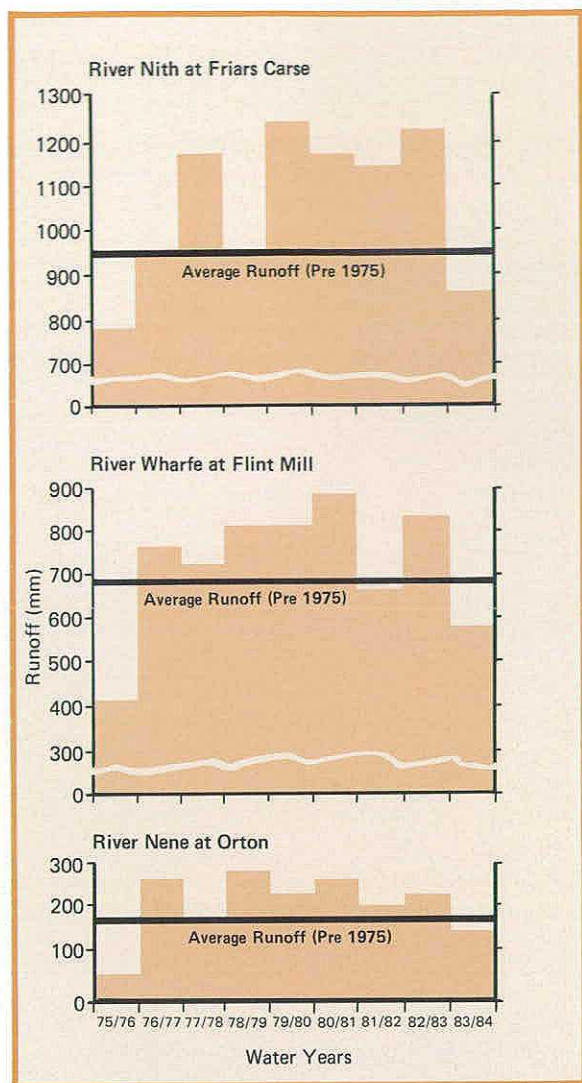 River Nith at Friars Carse
1300
1200
1100
1000
900
800
700
0
Average Runoff (Pre 1975)
River Wharfe at Flint Mill
900
800
700
600
500
400
300
0
Average Runoff (Pre 1975)
Runoff (mm)
River Nene at Orton
300
200
100
0
Average Runoff (Pre 1975)
75/76 76/77 77/78 78/79 79/80 80/81 81/82 82/83 83/84
Water Years